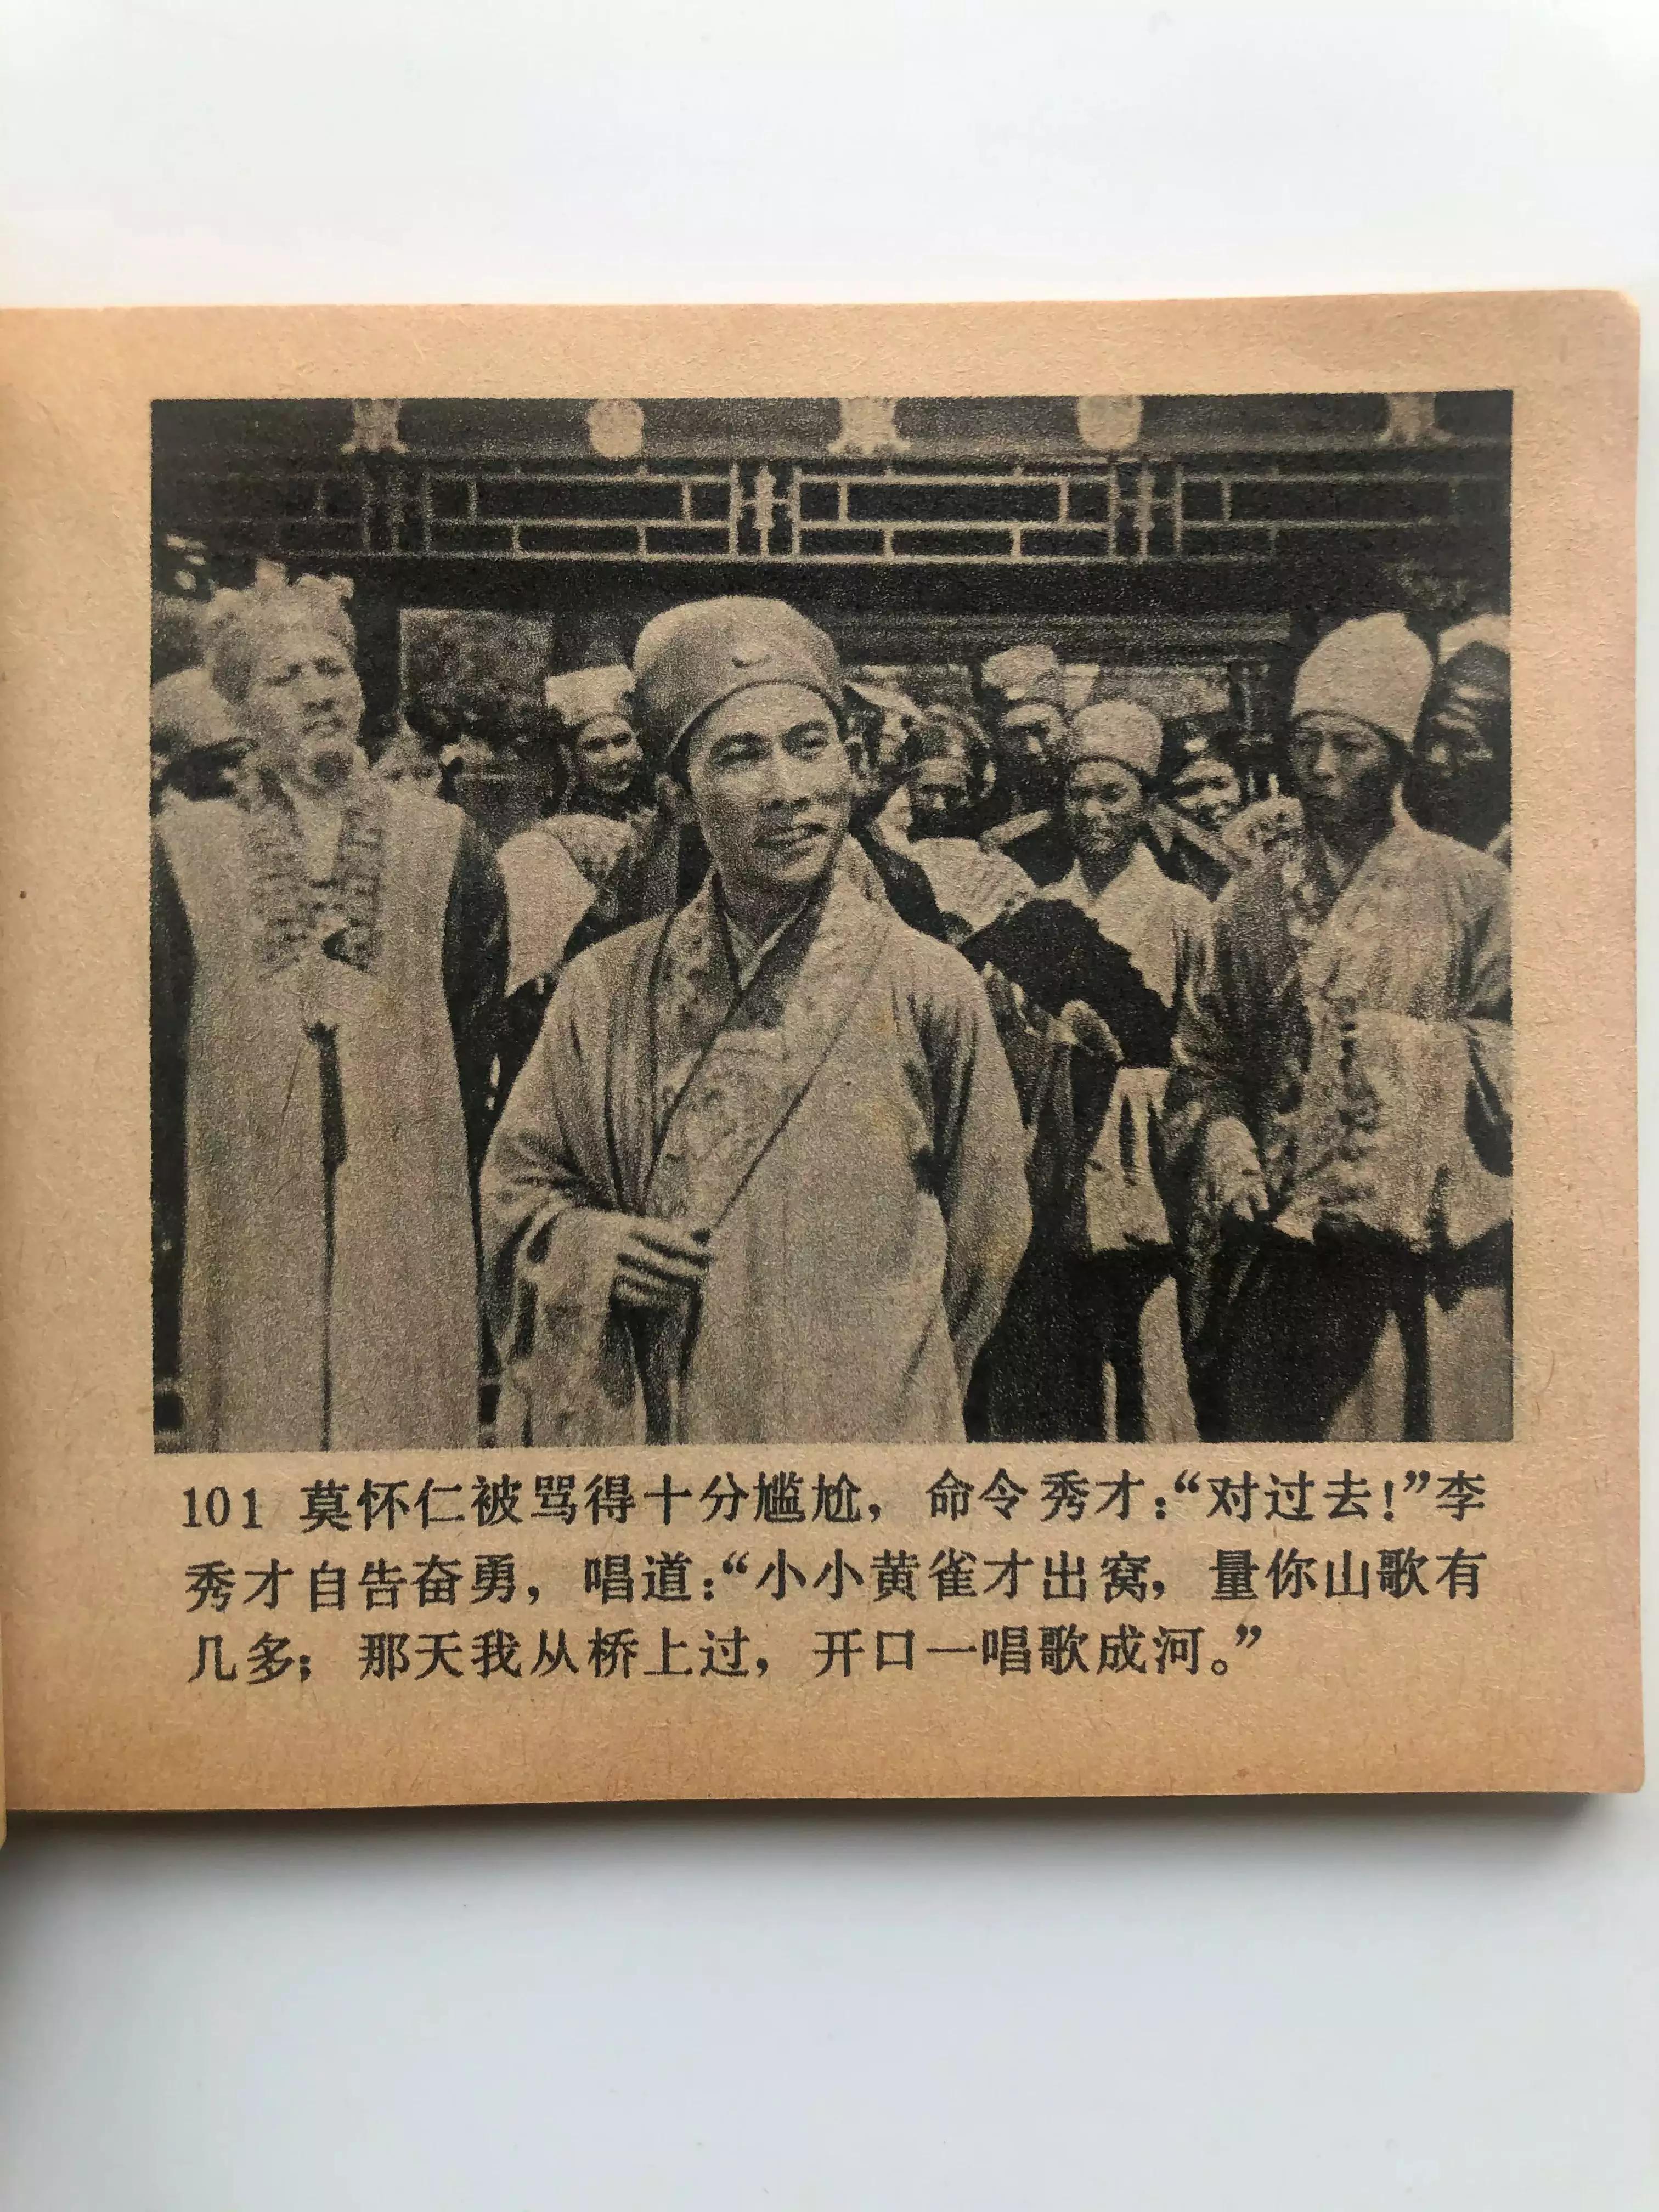 101 莫怀仁被骂得十分尴尬，命令秀才：“对过去！”李
秀才自告奋勇，唱道：“小小黄雀才出窝，量你山歌有
几多；那天我从桥上过，开口一唱歌成河。”